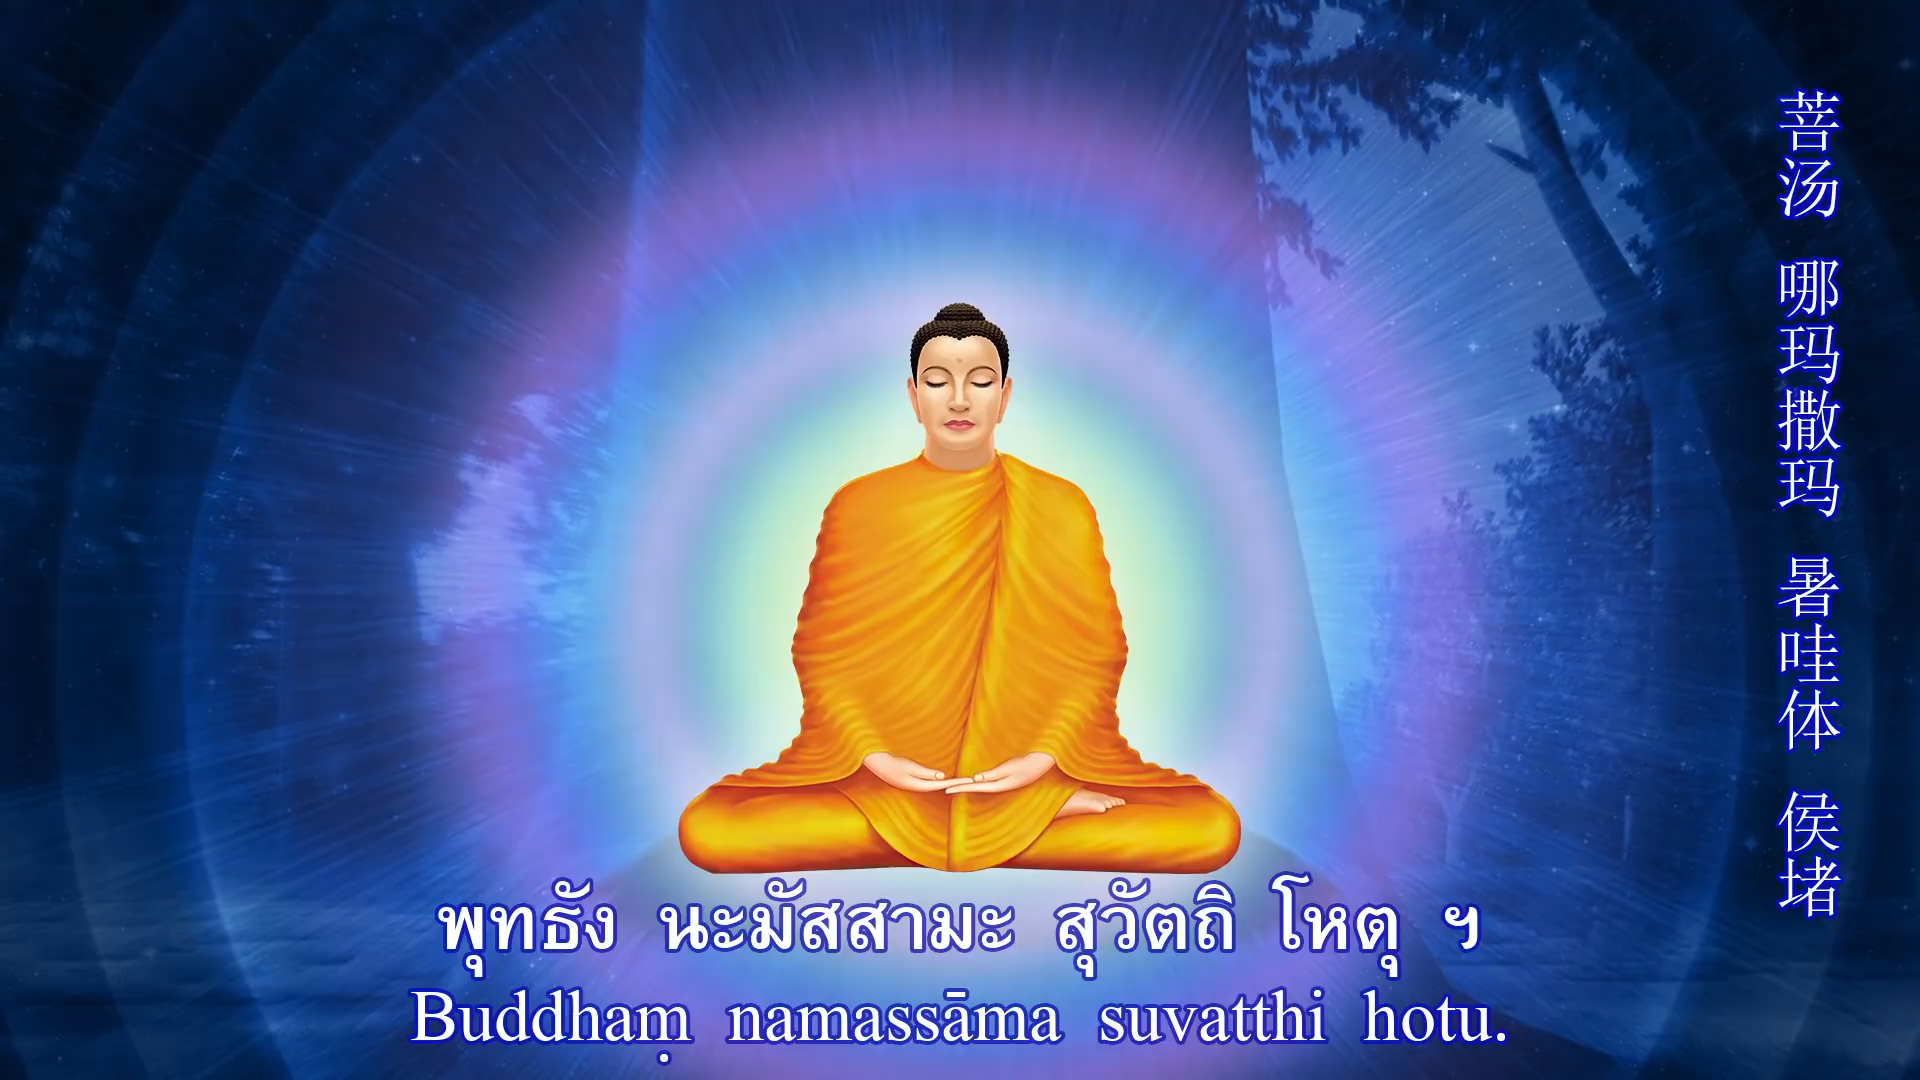 菩汤 哪玛撒玛 暑哇体 侯堵
พุทธัง นะมัสสามะ สุวัตถิ โหตุ ฯ
Buddhaṃ namassāma suvatthi hotu.